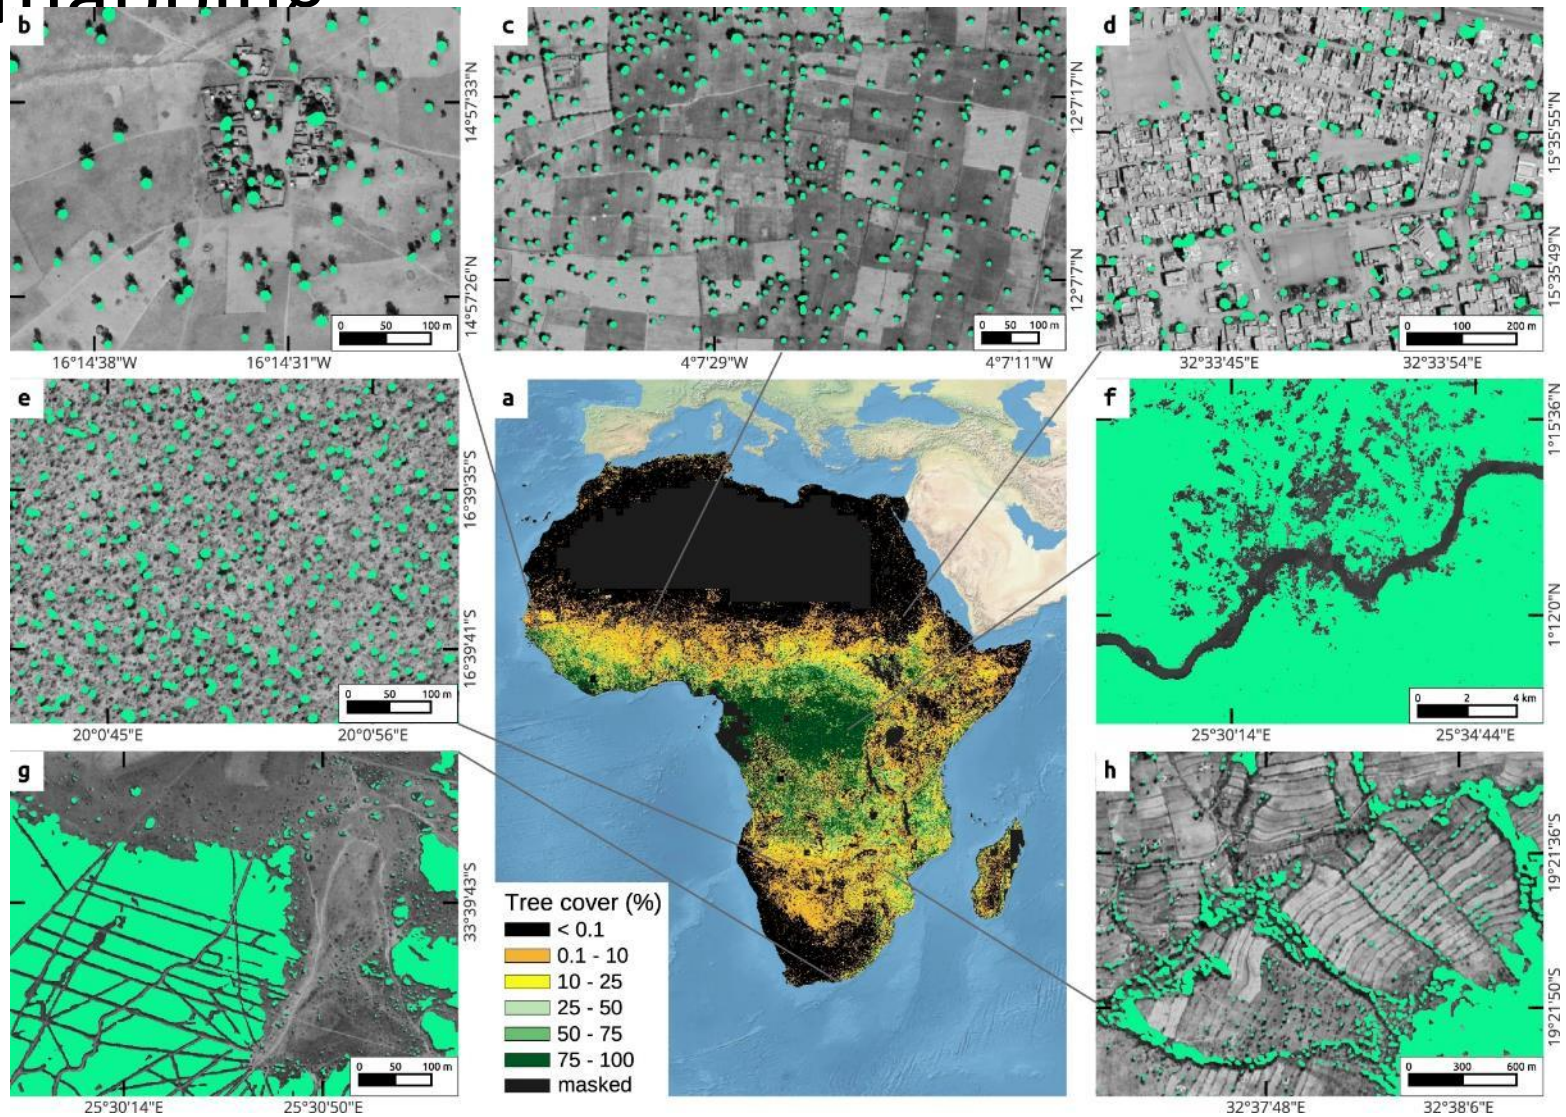 mapping
b
14°57'33"N
14°57'26"N
0 50 100 m
16°14'38"W 16°14'31"W
c
12°7'17"N
12°7'7"N
0 50 100 m
4°7'29"W 4°7'11"W
d
15°35'55"N
15°35'49"N
0 100 200 m
32°33'45"E 32°33'54"E
e
16°39'35"S
16°39'41"S
0 50 100 m
20°0'45"E 20°0'56"E
a
Tree cover (%)
< 0.1
0.1 - 10
10 - 25
25 - 50
50 - 75
75 - 100
masked
f
1°15'36"N
1°12'0"N
0 2 4 km
25°30'14"E 25°34'44"E
g
33°39'43"S
0 50 100 m
25°30'14"E 25°30'50"E
h
19°21'36"S
19°21'50"S
0 300 600 m
32°37'48"E 32°38'6"E